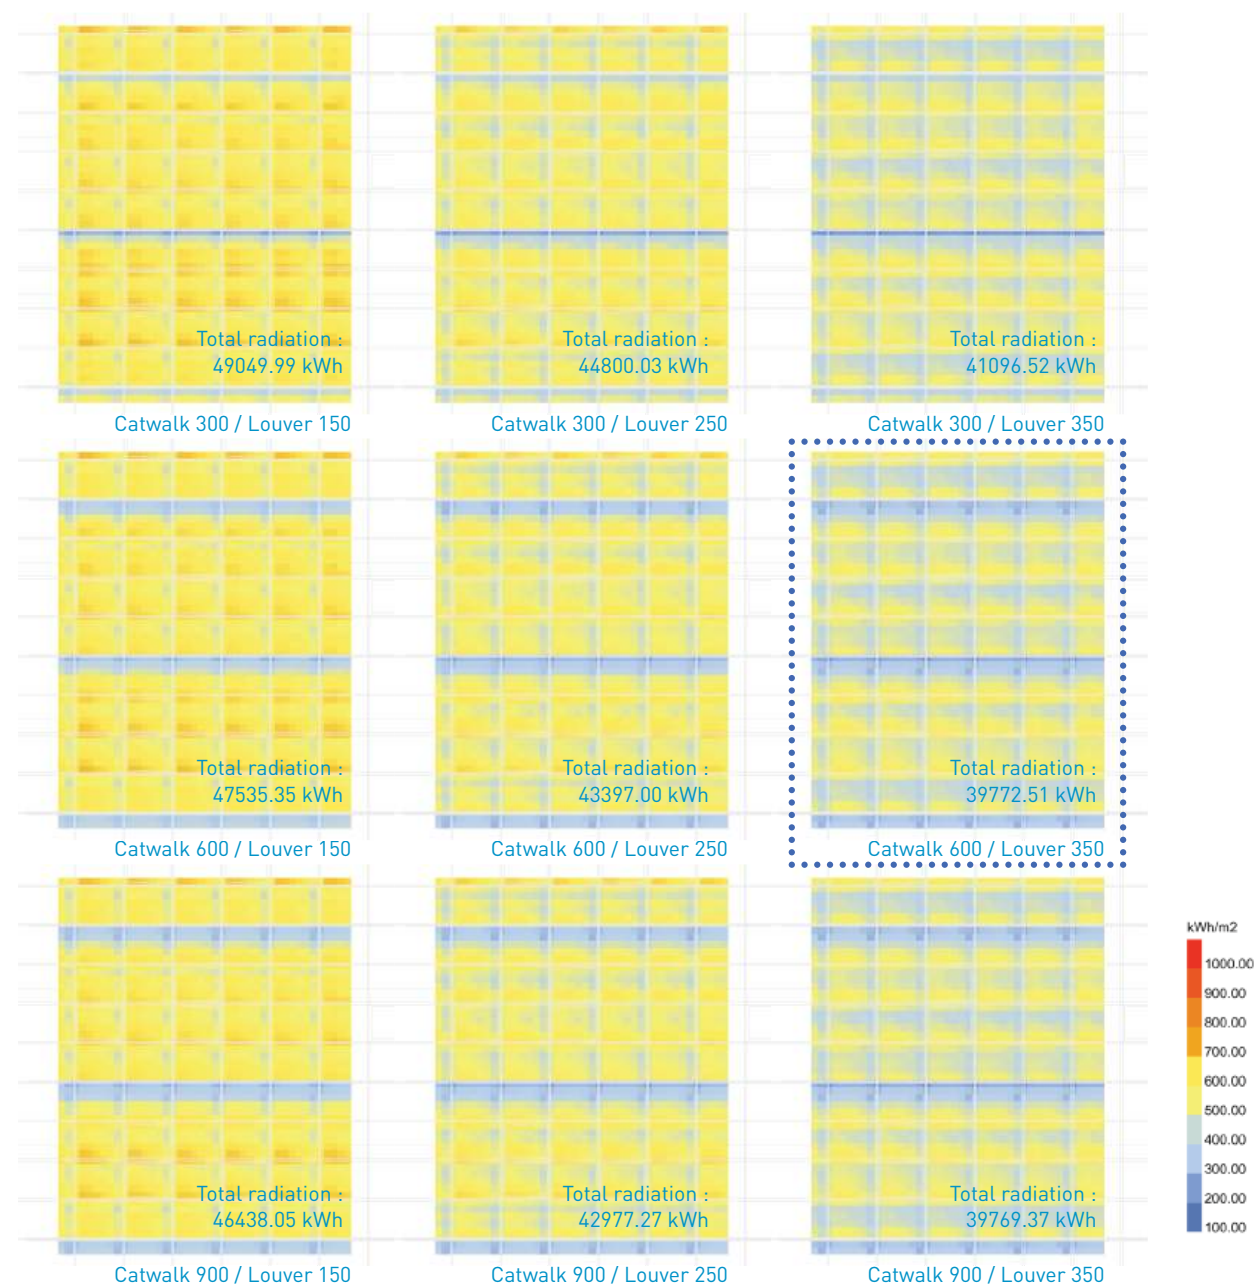 Total radiation :
49049.99 kWh
Catwalk 300 / Louver 150
Total radiation :
44800.03 kWh
Catwalk 300 / Louver 250
Total radiation :
41096.52 kWh
Catwalk 300 / Louver 350
Total radiation :
47535.35 kWh
Catwalk 600 / Louver 150
Total radiation :
43397.00 kWh
Catwalk 600 / Louver 250
Total radiation :
39772.51 kWh
Catwalk 600 / Louver 350
Total radiation :
46438.05 kWh
Catwalk 900 / Louver 150
Total radiation :
42977.27 kWh
Catwalk 900 / Louver 250
Total radiation :
39769.37 kWh
Catwalk 900 / Louver 350
kWh/m2
1000.00
900.00
800.00
700.00
600.00
500.00
400.00
300.00
200.00
100.00